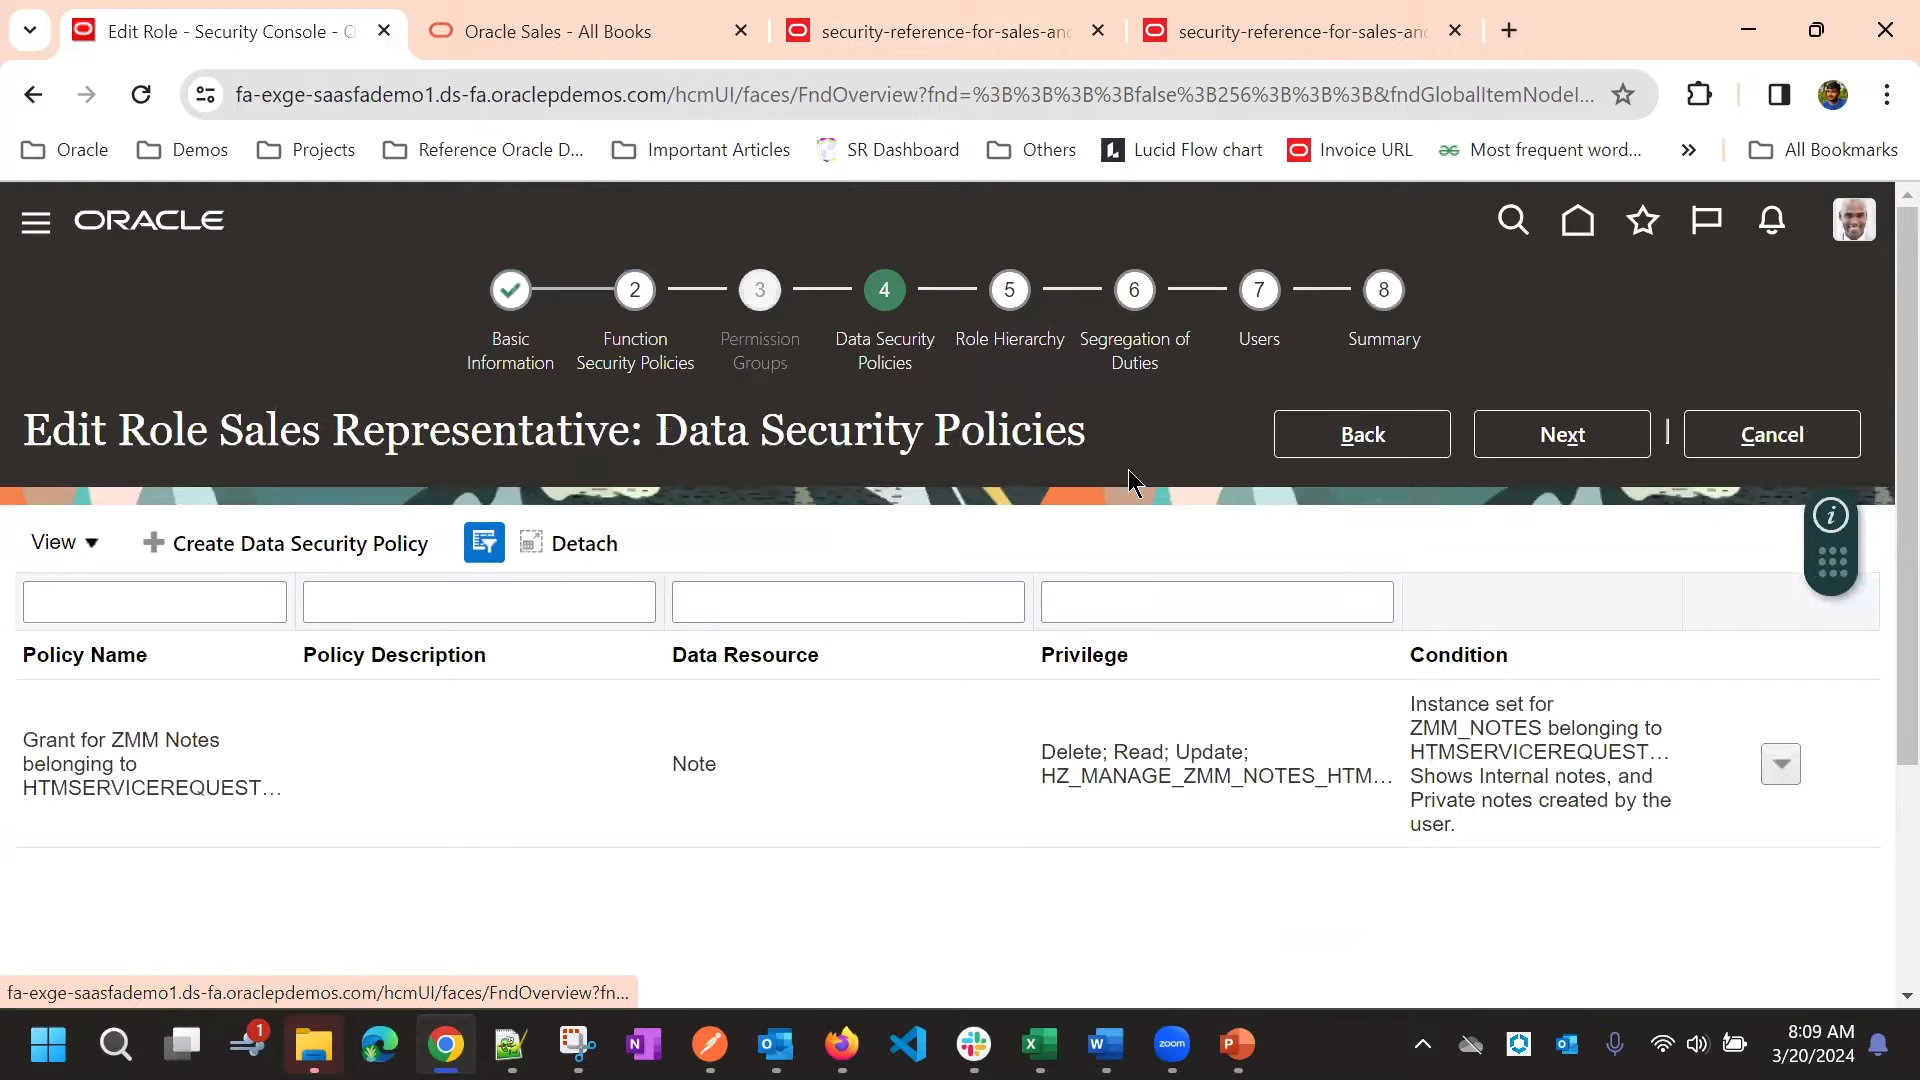 Edit Role - Security Console - O
Oracle Sales - All Books
security-reference-for-sales-and
security-reference-for-sales-and
fa-exge-saasfademo1.ds-fa.oraclepdemos.com/hcmUI/faces/FndOverview?fnd=%3B%3B%3B%3Bfalse%3B256%3B%3B%3B&fndGlobalItemNodeI...
Oracle
Demos
Projects
Reference Oracle D...
Important Articles
SR Dashboard
Others
Lucid Flow chart
Invoice URL
Most frequent word...
All Bookmarks
ORACLE
2
3
4
5
6
7
8
Basic
Information
Function
Security Policies
Permission
Groups
Data Security
Policies
Role Hierarchy
Segregation of
Duties
Users
Summary
Edit Role Sales Representative: Data Security Policies
Back
Next
Cancel
View
Create Data Security Policy
Detach
Policy Name
Policy Description
Data Resource
Privilege
Condition
Grant for ZMM Notes
belonging to
HTMSERVICEREQUEST...
Note
Delete; Read; Update;
HZ_MANAGE_ZMM_NOTES_HTM...
Instance set for
ZMM_NOTES belonging to
HTMSERVICEREQUEST...
Shows Internal notes, and
Private notes created by the
user.
fa-exge-saasfademo1.ds-fa.oraclepdemos.com/hcmUI/faces/FndOverview?fn...
1
zoom
8:09 AM
3/20/2024